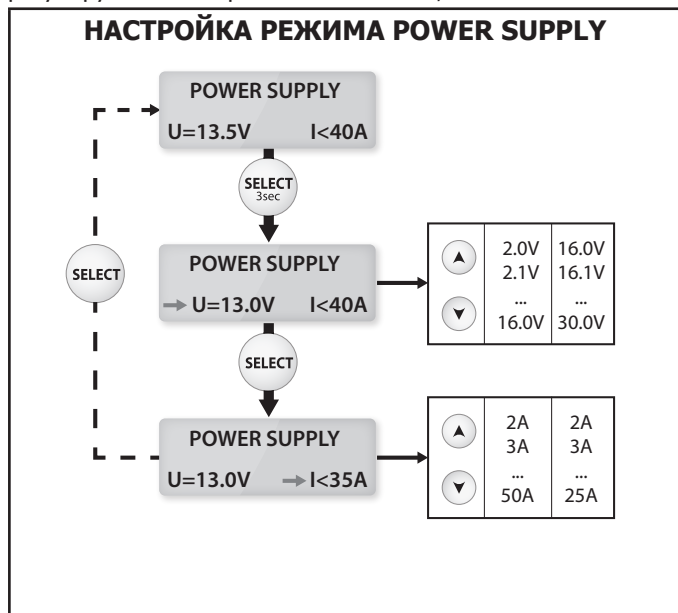 НАСТРОЙКА РЕЖИМА POWER SUPPLY
POWER SUPPLY
U=13.5V I<40A
SELECT
3sec
SELECT
POWER SUPPLY
U=13.0V I<40A
2.0V 16.0V
2.1V 16.1V
... ...
16.0V 30.0V
SELECT
POWER SUPPLY
U=13.0V I<35A
2A 2A
3A 3A
... ...
50A 25A